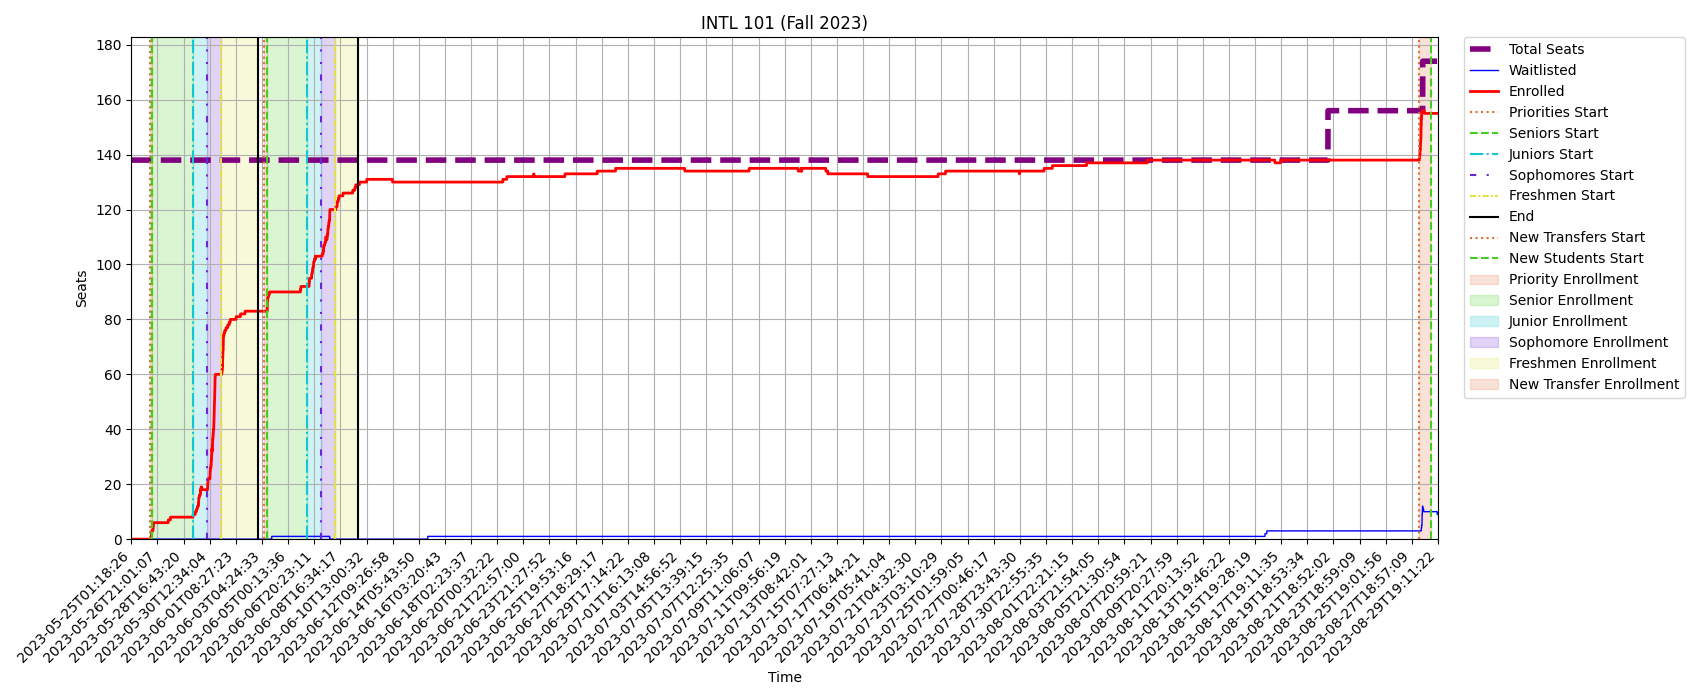 INTL 101 (Fall 2023)
Seats
180
160
140
120
100
80
60
40
20
0
2023-05-25T01:18:26
2023-05-26T21:01:07
2023-05-28T16:43:20
2023-05-30T12:34:04
2023-06-01T08:27:23
2023-06-03T04:24:33
2023-06-05T00:13:36
2023-06-06T20:23:11
2023-06-08T16:34:17
2023-06-10T13:00:32
2023-06-12T09:26:58
2023-06-14T05:43:50
2023-06-16T03:20:43
2023-06-18T02:23:37
2023-06-20T00:32:22
2023-06-21T22:57:00
2023-06-23T21:27:52
2023-06-25T19:53:16
2023-06-27T18:29:17
2023-06-29T17:14:22
2023-07-01T16:13:08
2023-07-03T14:56:52
2023-07-05T13:39:15
2023-07-07T12:25:35
2023-07-09T11:06:07
2023-07-11T09:56:19
2023-07-13T08:42:01
2023-07-15T07:27:13
2023-07-17T06:44:21
2023-07-19T05:41:04
2023-07-21T04:32:30
2023-07-23T03:10:29
2023-07-25T01:59:05
2023-07-27T00:46:17
2023-07-28T23:43:30
2023-07-30T22:55:35
2023-08-01T22:21:15
2023-08-03T21:54:05
2023-08-05T21:30:54
2023-08-07T20:59:21
2023-08-09T20:27:59
2023-08-11T20:13:52
2023-08-13T19:46:22
2023-08-15T19:28:19
2023-08-17T19:11:35
2023-08-19T18:53:34
2023-08-21T18:52:02
2023-08-23T18:59:09
2023-08-25T19:01:56
2023-08-27T18:57:09
2023-08-29T19:11:22
Time
Total Seats
Waitlisted
Enrolled
Priorities Start
Seniors Start
Juniors Start
Sophomores Start
Freshmen Start
End
New Transfers Start
New Students Start
Priority Enrollment
Senior Enrollment
Junior Enrollment
Sophomore Enrollment
Freshmen Enrollment
New Transfer Enrollment